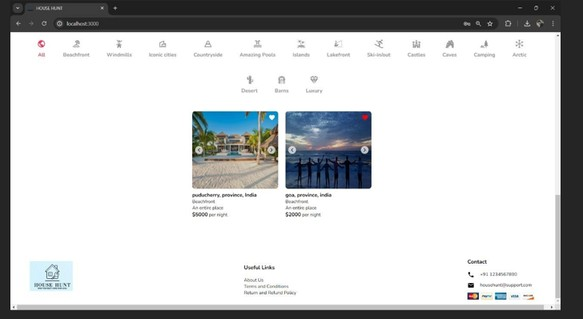 HOUSE HUNT
localhost:3000
All Beachfront Windmills Iconic cities Countryside Amazing Pools Islands Lakefront Ski-in/out Castles Caves Camping Arctic
Desert Barns Luxury
puducherry, province, India
Beachfront
An entire place
$5000 per night
goa, province, india
Beachfront
An entire place
$2000 per night
HOUSE HUNT
Useful Links
About Us
Terms and Conditions
Return and Refund Policy
Contact
+91 1234567890
househunt@support.com
VISA